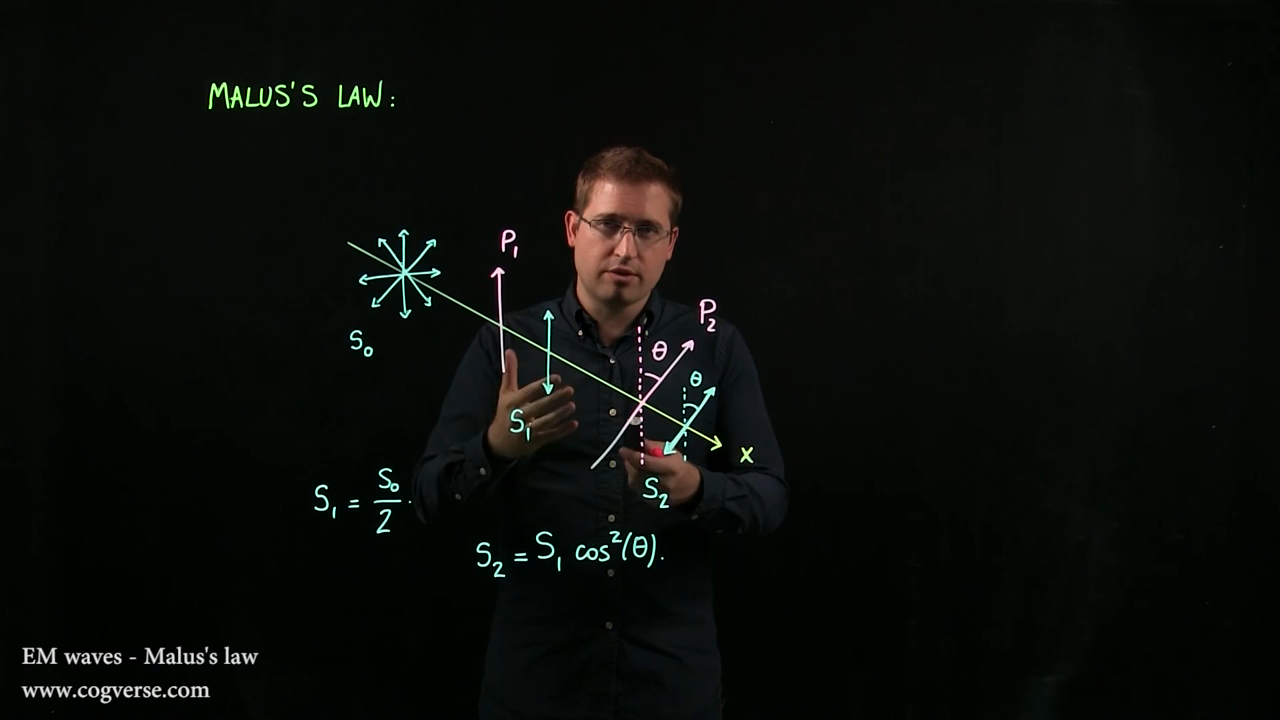 MALUS'S LAW:
P₁
P₂
θ
θ
S₀
S₁
x
S₂
S₁ = S₀/2.
S₂ = S₁ cos²(θ).
EM waves - Malus's law
www.cogverse.com